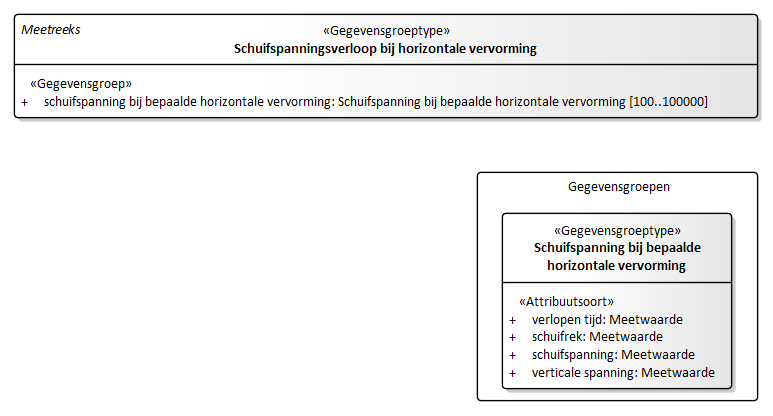 Meetreeks
«Gegevensgroeptype»
Schuifspanningsverloop bij horizontale vervorming
«Gegevensgroep»
+ schuifspanning bij bepaalde horizontale vervorming: Schuifspanning bij bepaalde horizontale vervorming [100..100000]
Gegevensgroepen
«Gegevensgroeptype»
Schuifspanning bij bepaalde
horizontale vervorming
«Attribuutsoort»
+ verlopen tijd: Meetwaarde
+ schuifrek: Meetwaarde
+ schuifspanning: Meetwaarde
+ verticale spanning: Meetwaarde